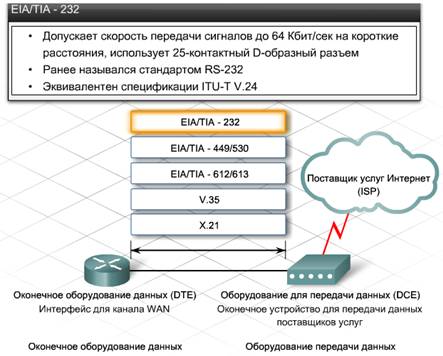 EIA/TIA - 232
• Допускает скорость передачи сигналов до 64 Кбит/сек на короткие
расстояния, использует 25-контактный D-образный разъем
• Ранее назывался стандартом RS-232
• Эквивалентен спецификации ITU-T V.24
EIA/TIA - 232
EIA/TIA - 449/530
EIA/TIA - 612/613
V.35
X.21
Поставщик услуг Интернет
(ISP)
Оконечное оборудование данных (DTE)
Интерфейс для канала WAN
Оборудование для передачи данных (DCE)
Оконечное устройство для передачи данных
поставщиков услуг
Оконечное оборудование данных
Оборудование передачи данных